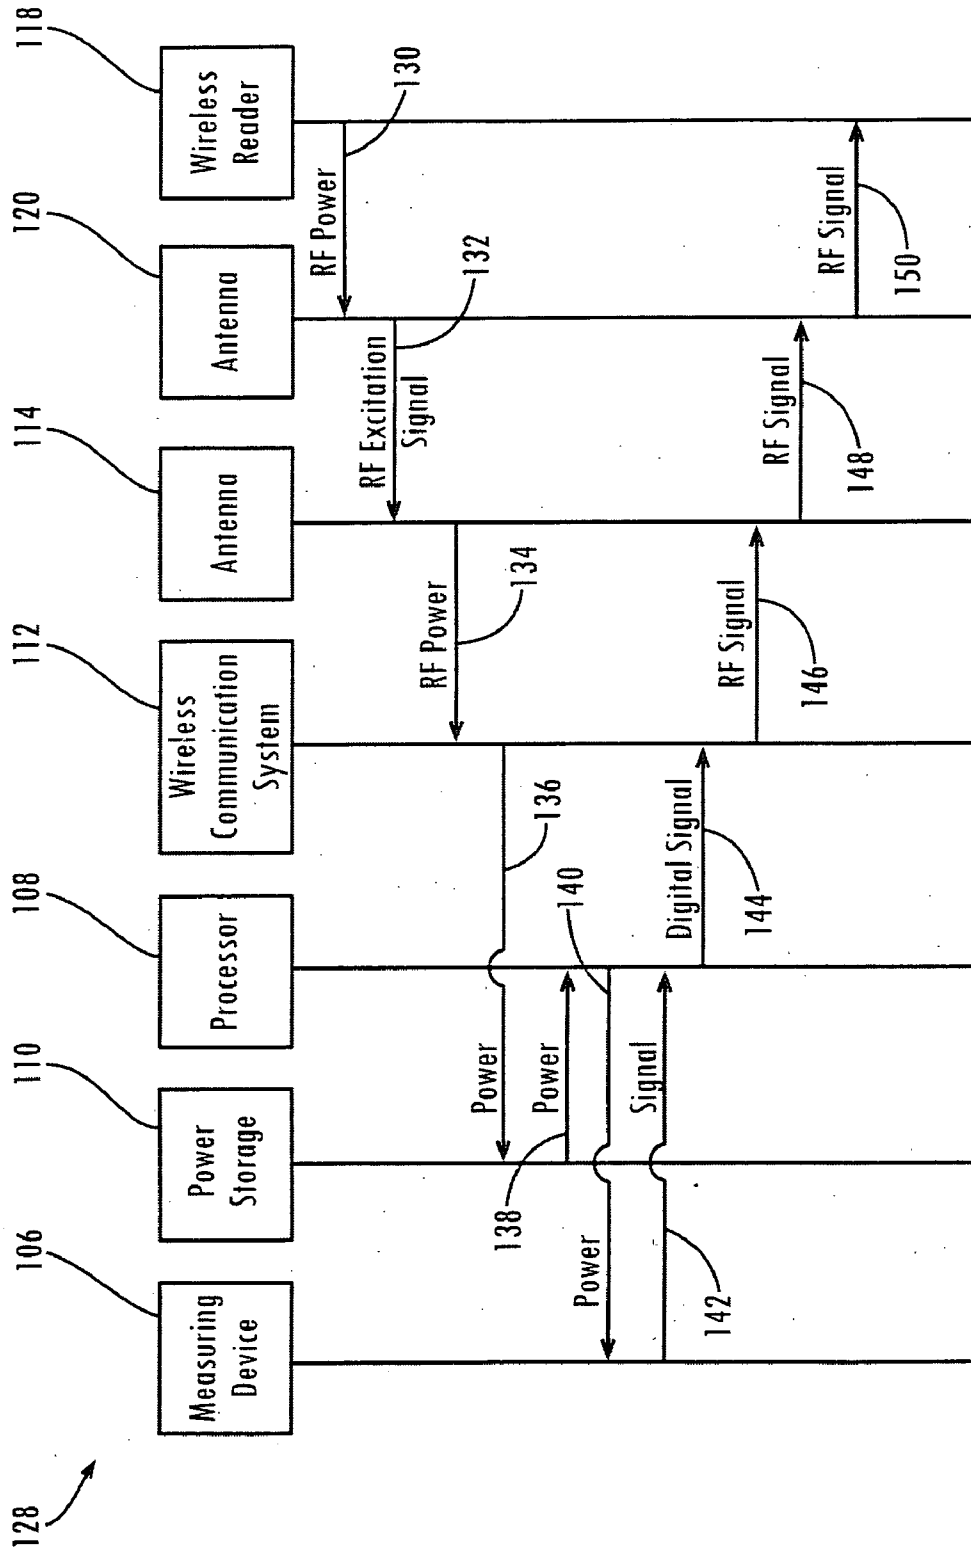 128
106
110
108
112
114
120
118
Measuring
Device
Power
Storage
Processor
Wireless
Communication
System
Antenna
Antenna
Wireless
Reader
RF Power
130
RF Excitation
Signal
132
RF Power
134
136
Power
138
Power
140
Power
Signal
142
Digital Signal
144
RF Signal
146
RF Signal
148
RF Signal
150